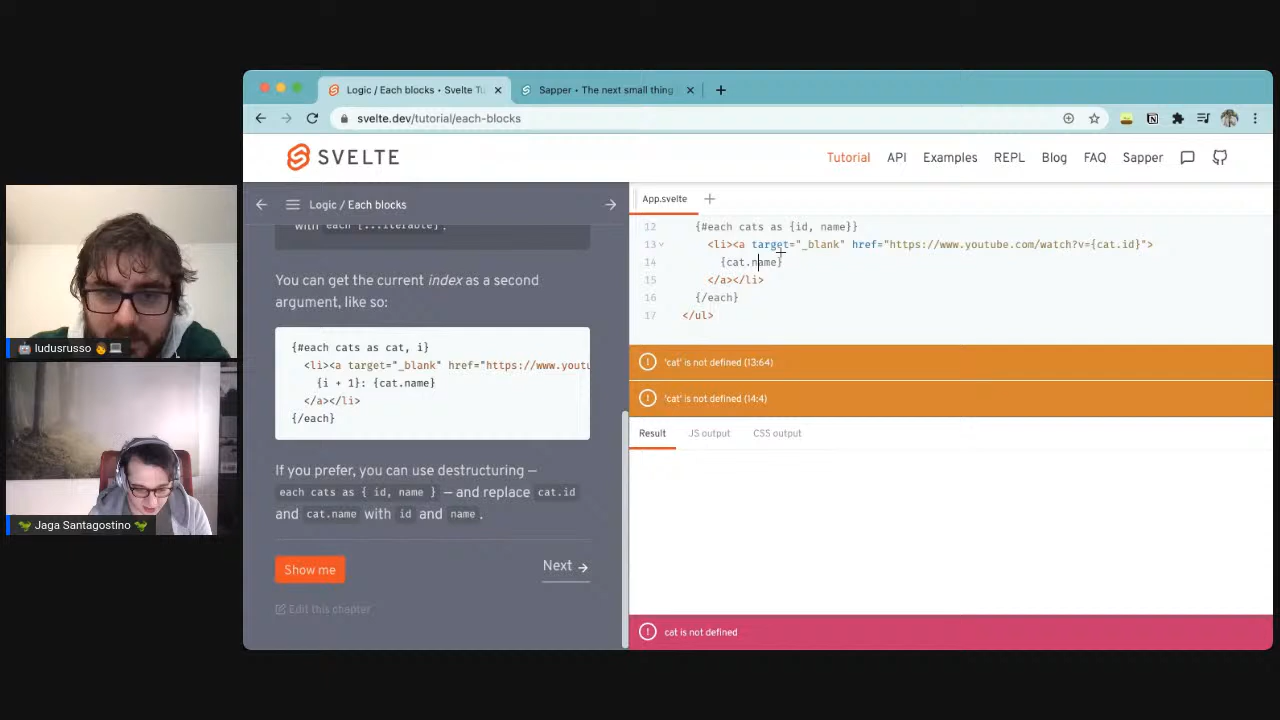 Logic / Each blocks • Svelte Tu
Sapper • The next small thing
svelte.dev/tutorial/each-blocks
SVELTE
Tutorial API Examples REPL Blog FAQ Sapper
Logic / Each blocks
with each [...iterable].
You can get the current index as a second
argument, like so:
{#each cats as cat, i}
<li><a target="_blank" href="https://www.youtu
{i + 1}: {cat.name}
</a></li>
{/each}
If you prefer, you can use destructuring —
each cats as { id, name } — and replace cat.id
and cat.name with id and name.
Show me
Next
Edit this chapter
App.svelte
12 {#each cats as {id, name}}
13 <li><a target="_blank" href="https://www.youtube.com/watch?v={cat.id}">
14 {cat.name}
15 </a></li>
16 {/each}
17 </ul>
'cat' is not defined (13:64)
'cat' is not defined (14:4)
Result JS output CSS output
cat is not defined
ludusrusso
Jaga Santagostino